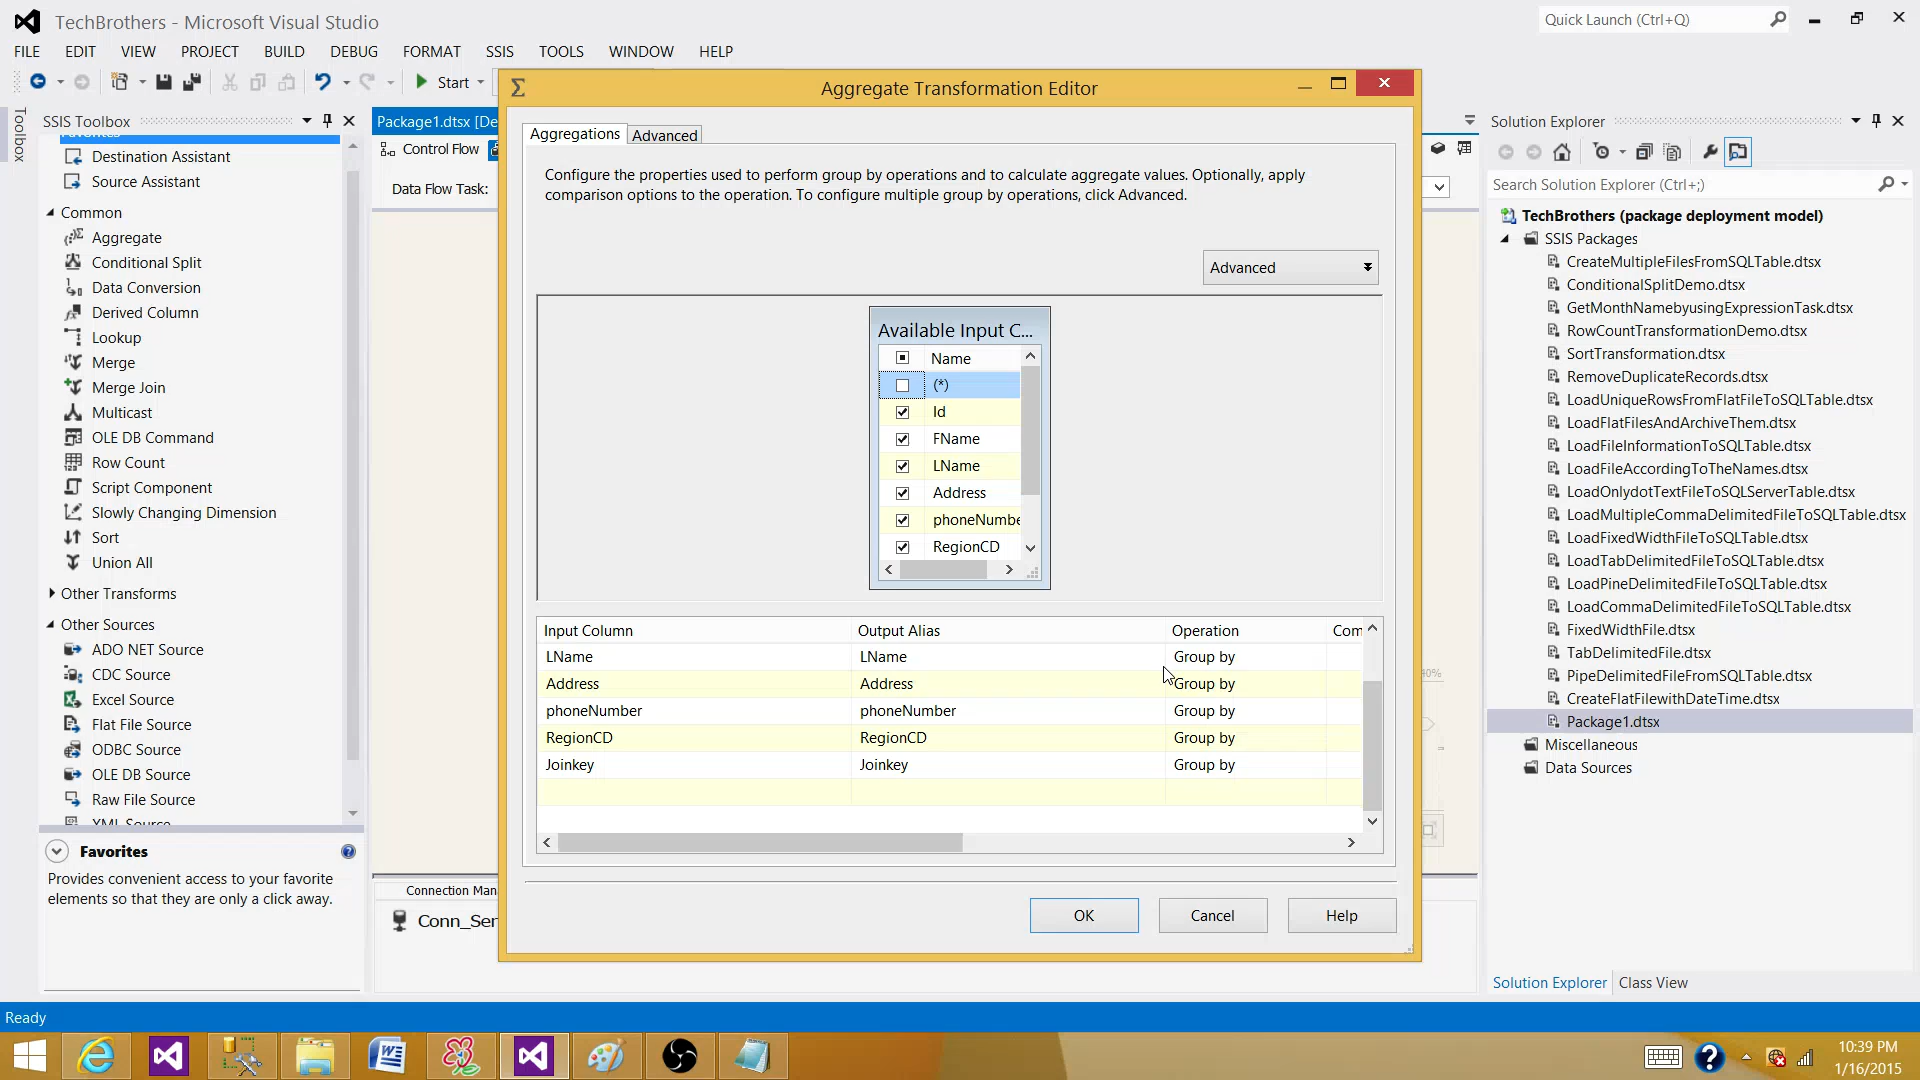 TechBrothers - Microsoft Visual Studio
Quick Launch (Ctrl+Q)
FILE EDIT VIEW PROJECT BUILD DEBUG FORMAT SSIS TOOLS WINDOW HELP
Start
Toolbox
SSIS Toolbox
Favorites
Destination Assistant
Source Assistant
Common
Aggregate
Conditional Split
Data Conversion
Derived Column
Lookup
Merge
Merge Join
Multicast
OLE DB Command
Row Count
Script Component
Slowly Changing Dimension
Sort
Union All
Other Transforms
Other Sources
ADO NET Source
CDC Source
Excel Source
Flat File Source
ODBC Source
OLE DB Source
Raw File Source
XML Source
Favorites
Provides convenient access to your favorite
elements so that they are only a click away.
Package1.dtsx [De
Control Flow
Data Flow Task:
Connection Man
Conn_Ser
40%
Aggregate Transformation Editor
Aggregations
Advanced
Configure the properties used to perform group by operations and to calculate aggregate values. Optionally, apply
comparison options to the operation. To configure multiple group by operations, click Advanced.
Advanced
Available Input C...
Name
(*)
Id
FName
LName
Address
phoneNumbe
RegionCD
Input Column Output Alias Operation Com
LName LName Group by
Address Address Group by
phoneNumber phoneNumber Group by
RegionCD RegionCD Group by
Joinkey Joinkey Group by
OK Cancel Help
Solution Explorer
Search Solution Explorer (Ctrl+;)
TechBrothers (package deployment model)
SSIS Packages
CreateMultipleFilesFromSQLTable.dtsx
ConditionalSplitDemo.dtsx
GetMonthNamebyusingExpressionTask.dtsx
RowCountTransformationDemo.dtsx
SortTransformation.dtsx
RemoveDuplicateRecords.dtsx
LoadUniqueRowsFromFlatFileToSQLTable.dtsx
LoadFlatFilesAndArchiveThem.dtsx
LoadFileInformationToSQLTable.dtsx
LoadFileAccordingToTheNames.dtsx
LoadOnlydotTextFileToSQLServerTable.dtsx
LoadMultipleCommaDelimitedFileToSQLTable.dtsx
LoadFixedWidthFileToSQLTable.dtsx
LoadTabDelimitedFileToSQLTable.dtsx
LoadPineDelimitedFileToSQLTable.dtsx
LoadCommaDelimitedFileToSQLTable.dtsx
FixedWidthFile.dtsx
TabDelimitedFile.dtsx
PipeDelimitedFileFromSQLTable.dtsx
CreateFlatFilewithDateTime.dtsx
Package1.dtsx
Miscellaneous
Data Sources
Solution Explorer Class View
Ready
10:39 PM
1/16/2015